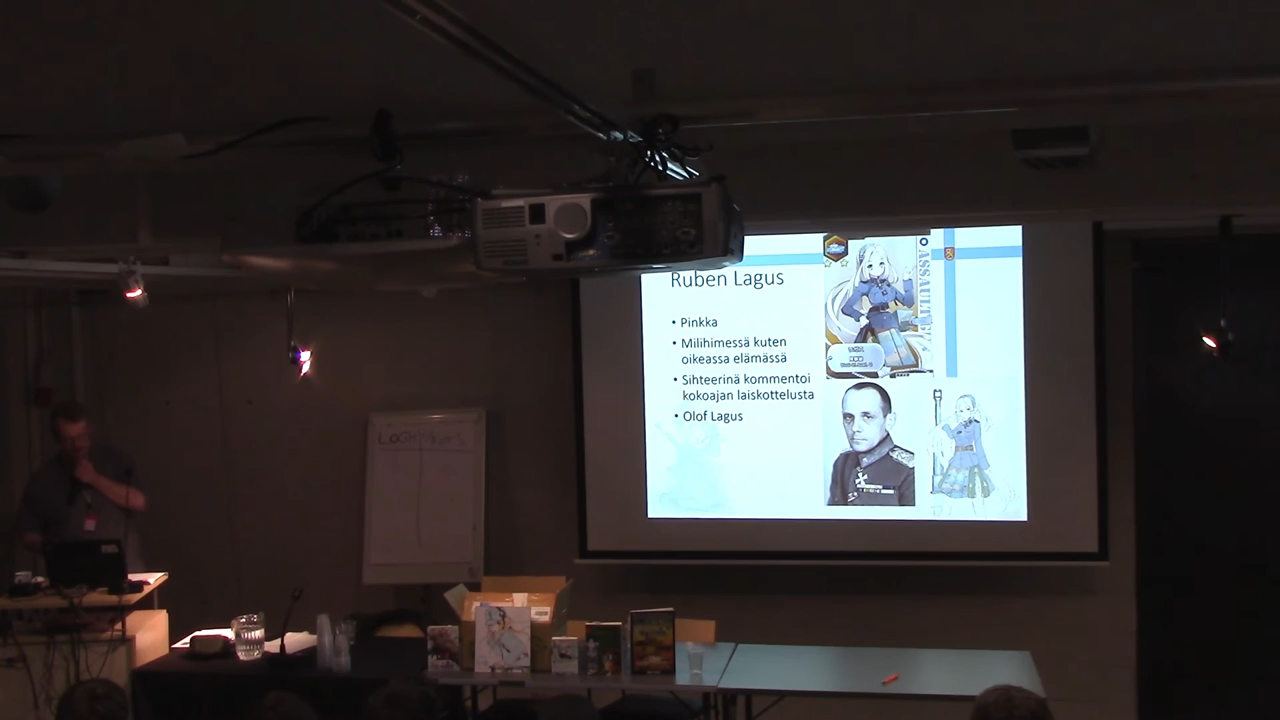 Ruben Lagus
• Pinkka
• Milihimessä kuten
oikeassa elämässä
• Sihteerinä kommentoi
kokoajan laiskottelusta
• Olof Lagus
ASSAULT